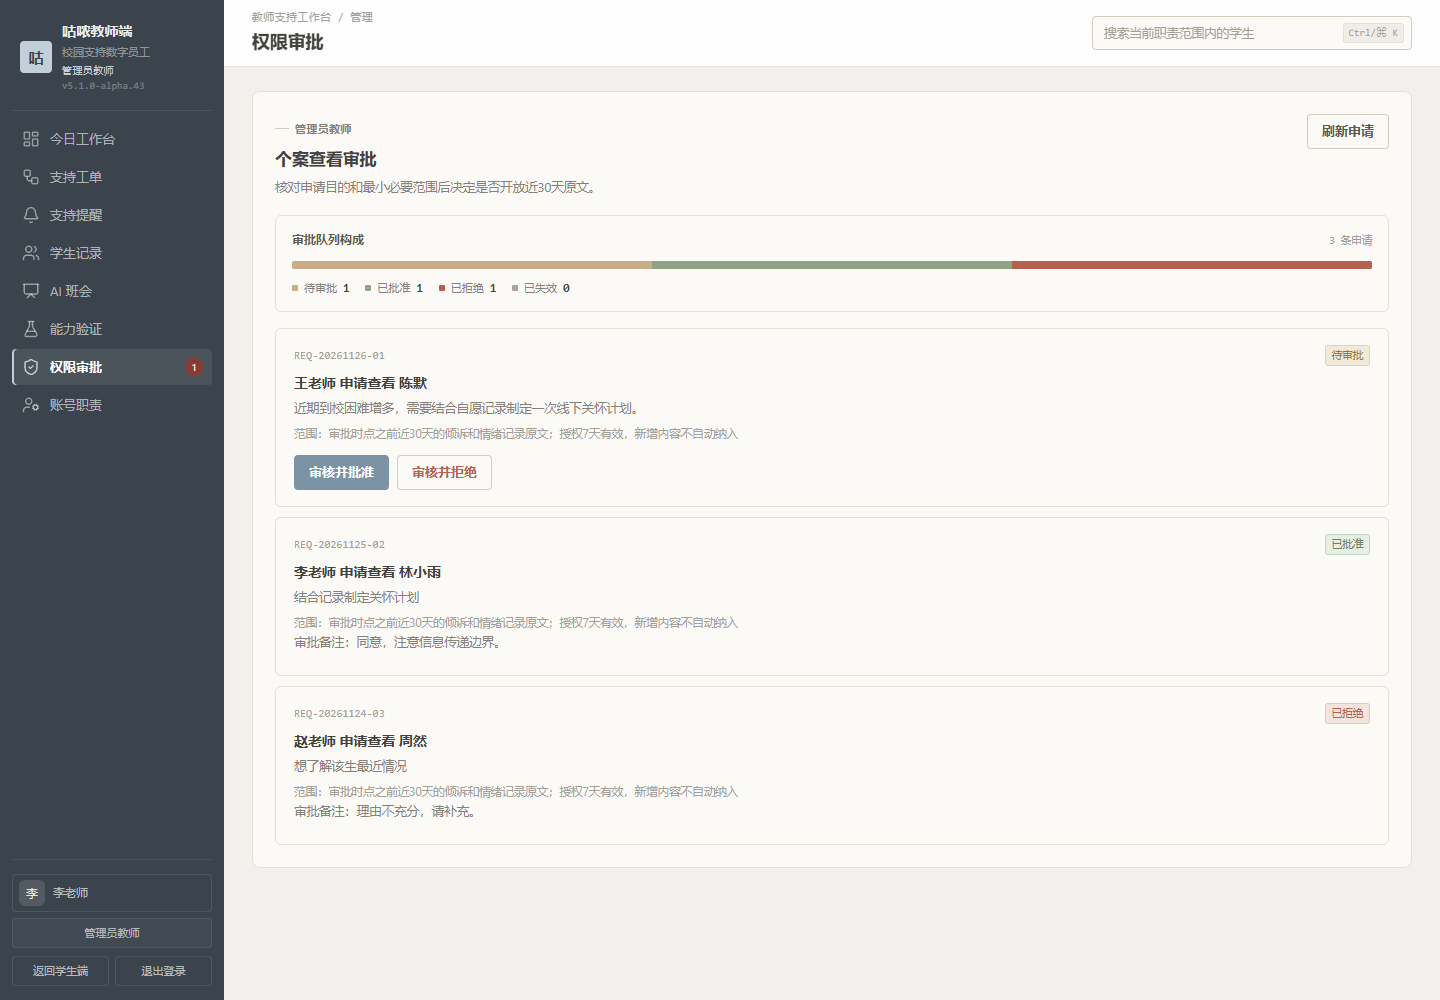 咕哝教师端
校园支持数字员工
管理员教师
v5.1.0-alpha.43
咕
今日工作台
支持工单
支持提醒
学生记录
AI 班会
能力验证
权限审批
1
账号职责
李
李老师
管理员教师
返回学生端
退出登录
教师支持工作台 / 管理
权限审批
搜索当前职责范围内的学生
Ctrl/⌘ K
管理员教师
刷新申请
个案查看审批
核对申请目的和最小必要范围后决定是否开放近30天原文。
审批队列构成
3 条申请
待审批 1 已批准 1 已拒绝 1 已失效 0
REQ-20261126-01
待审批
王老师 申请查看 陈默
近期到校困难增多，需要结合自愿记录制定一次线下关怀计划。
范围：审批时点之前近30天的倾诉和情绪记录原文；授权7天有效，新增内容不自动纳入
审核并批准
审核并拒绝
REQ-20261125-02
已批准
李老师 申请查看 林小雨
结合记录制定关怀计划
范围：审批时点之前近30天的倾诉和情绪记录原文；授权7天有效，新增内容不自动纳入
审批备注：同意，注意信息传递边界。
REQ-20261124-03
已拒绝
赵老师 申请查看 周然
想了解该生最近情况
范围：审批时点之前近30天的倾诉和情绪记录原文；授权7天有效，新增内容不自动纳入
审批备注：理由不充分，请补充。